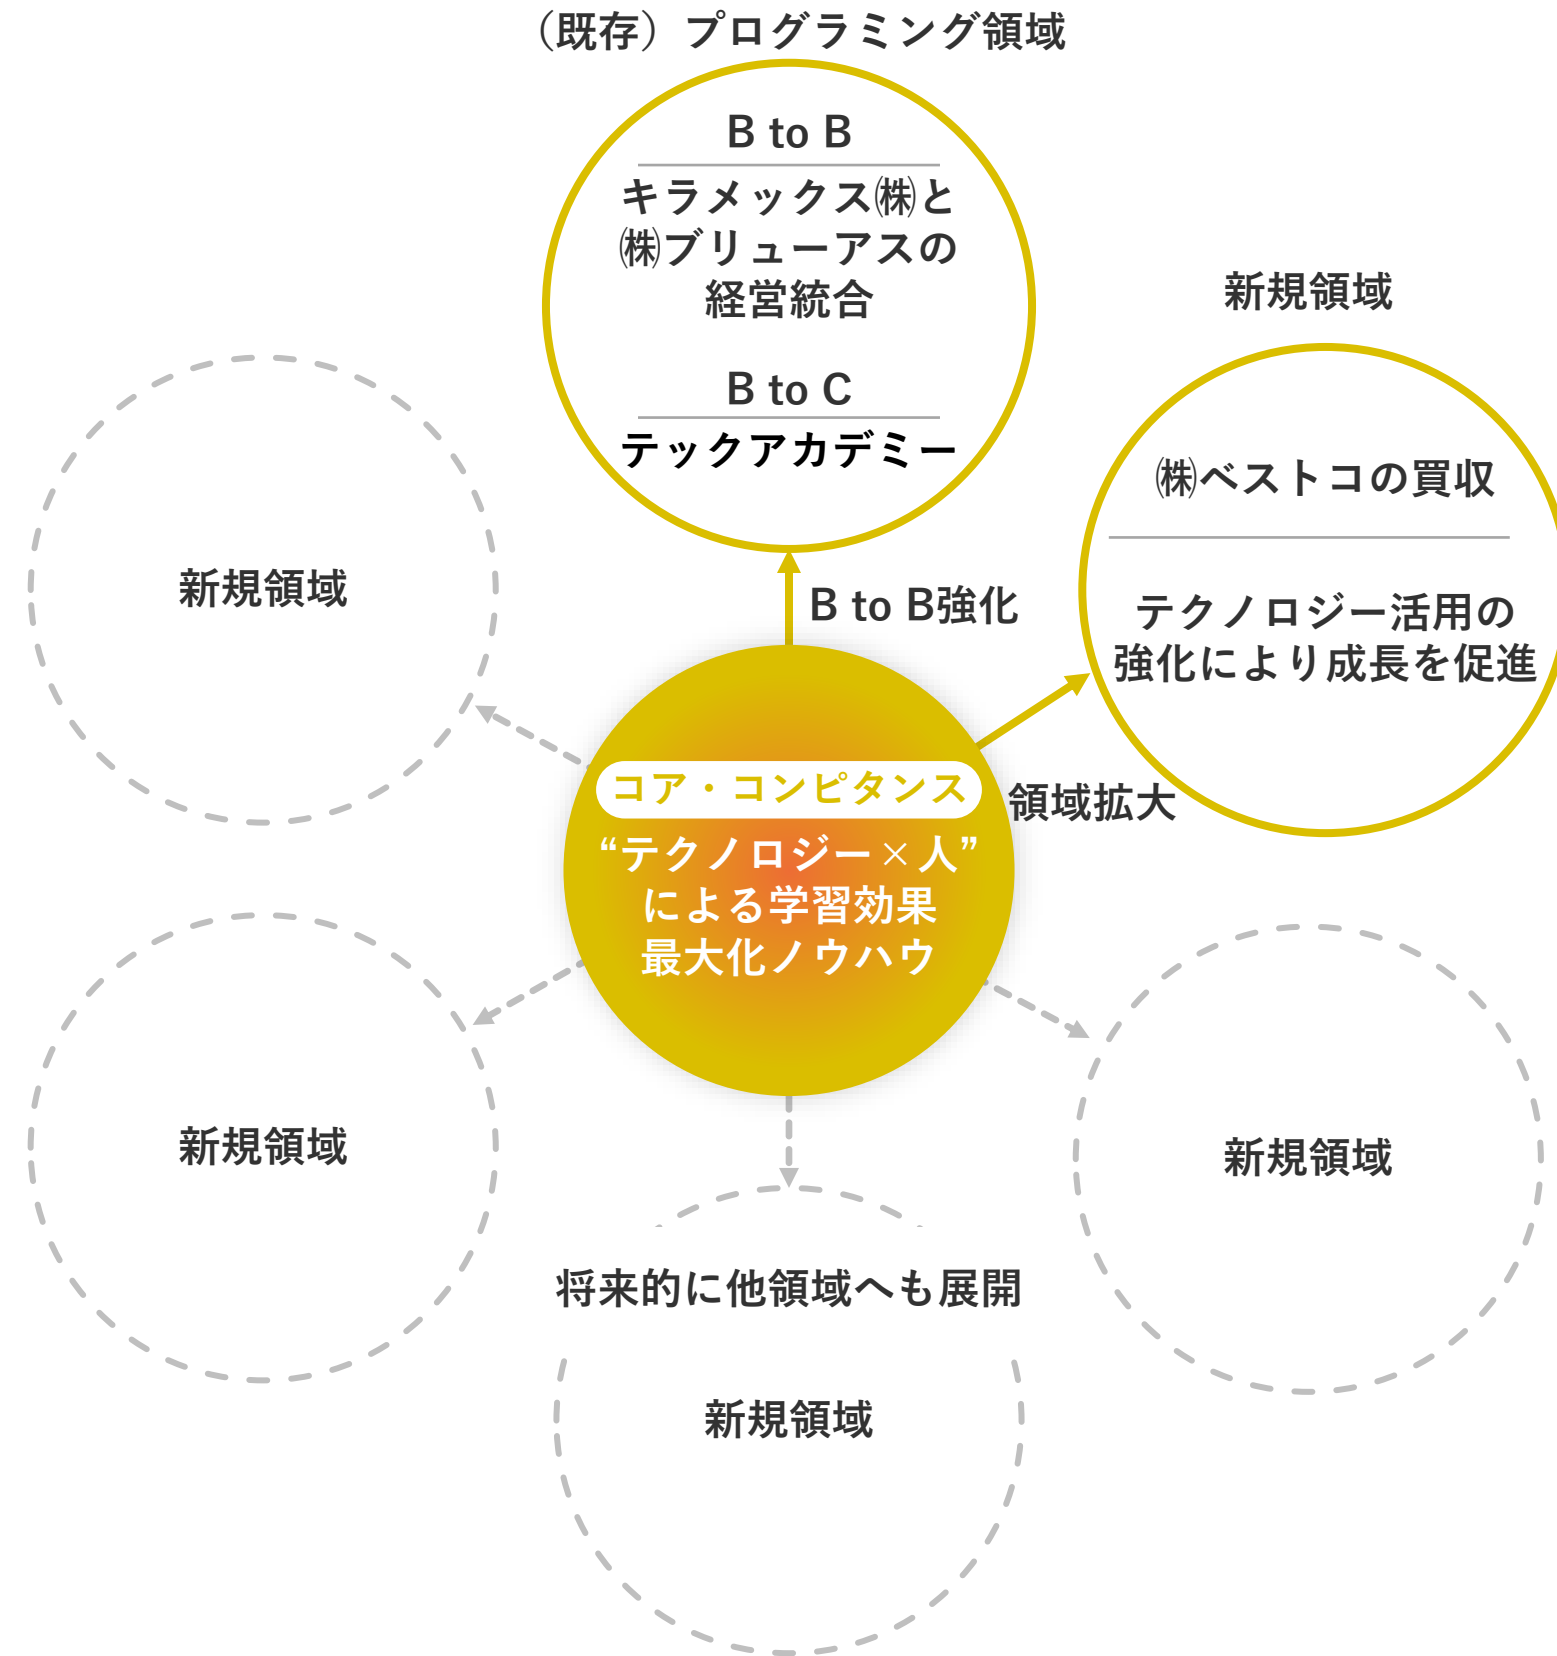 （既存）プログラミング領域
B to B
キラメックス㈱と
㈱ブリューアスの
経営統合
B to C
テックアカデミー
新規領域
㈱ベストコの買収
テクノロジー活用の
強化により成長を促進
新規領域
B to B強化
領域拡大
コア・コンピタンス
“テクノロジー×人”
による学習効果
最大化ノウハウ
新規領域
新規領域
将来的に他領域へも展開
新規領域